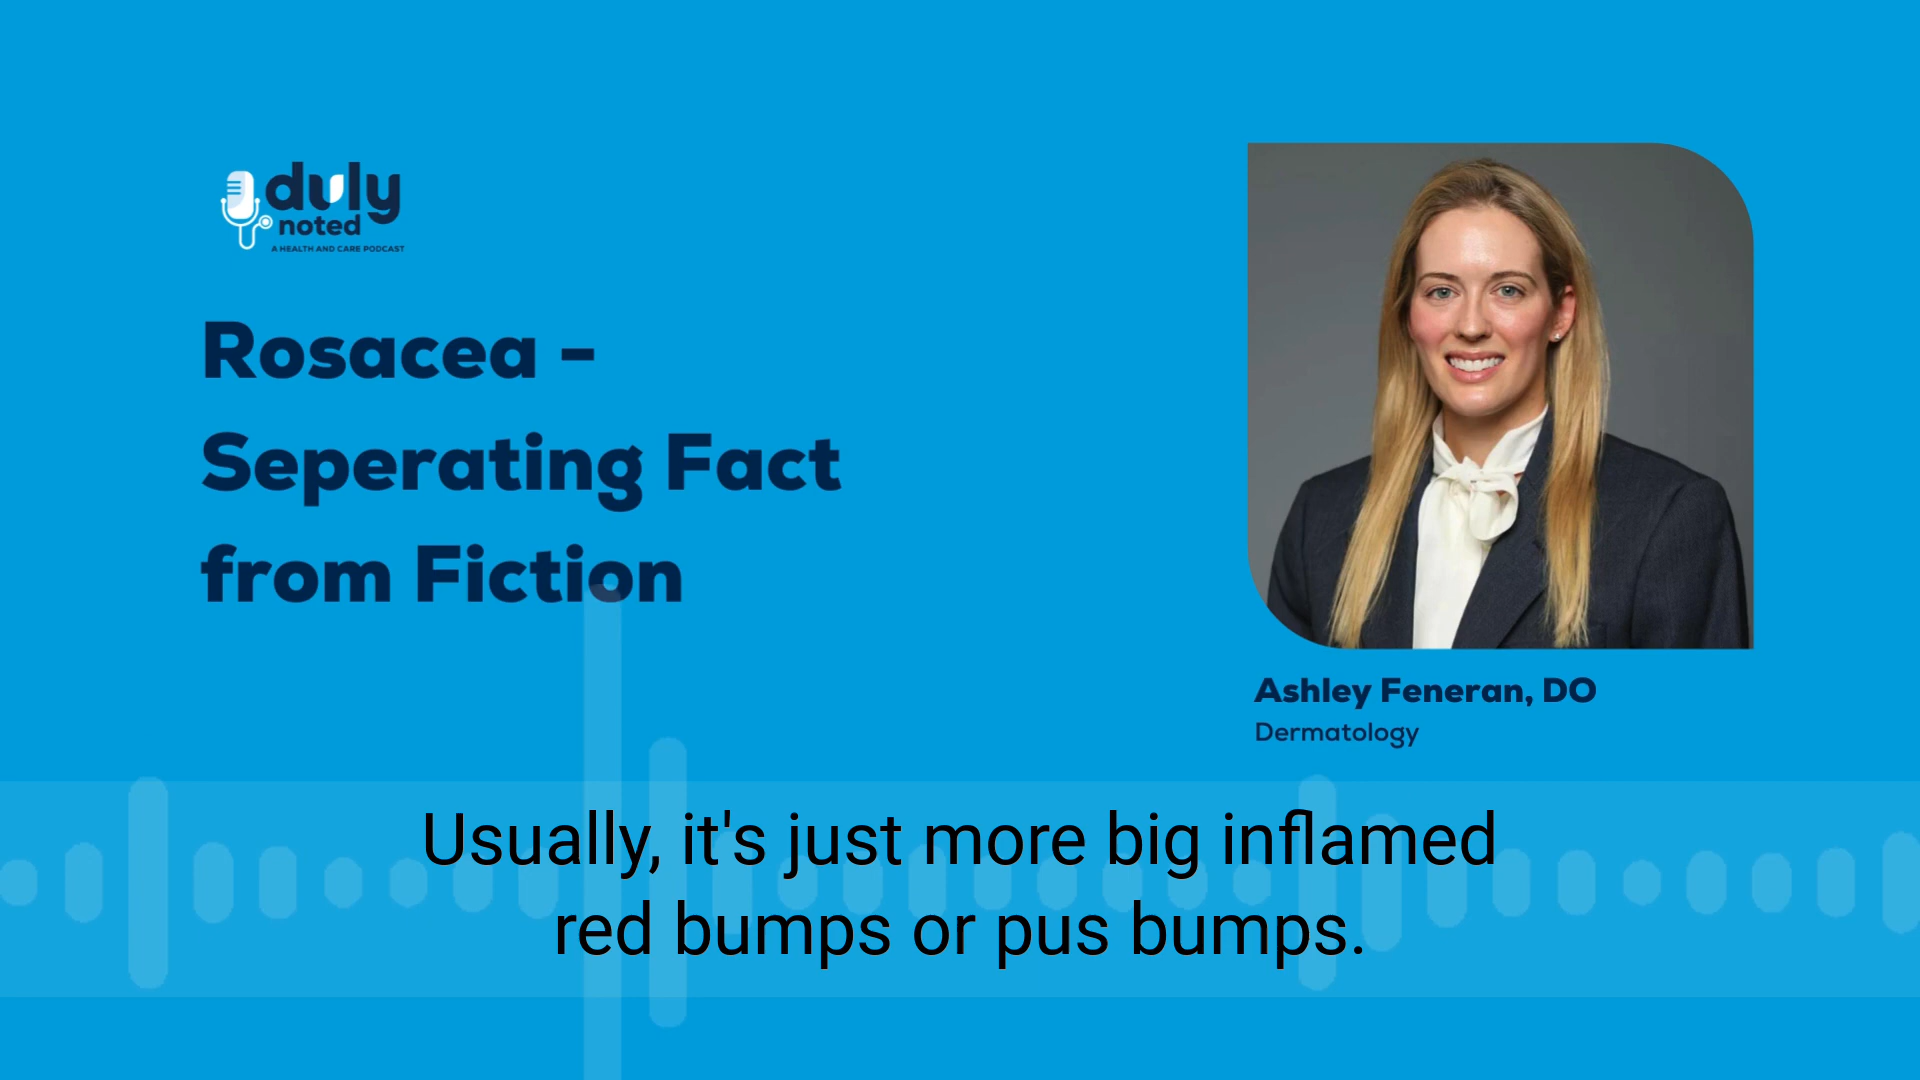 duly
noted
A HEALTH AND CARE PODCAST
Rosacea -
Seperating Fact
from Fiction
Ashley Feneran, DO
Dermatology
Usually, it's just more big inflamed
red bumps or pus bumps.